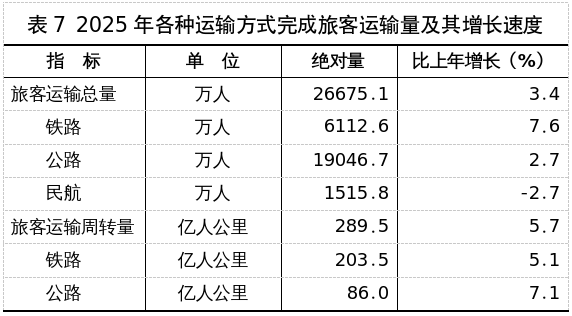 表 7  2025 年各种运输方式完成旅客运输量及其增长速度
指　标　单　位　绝对量　比上年增长（%）
旅客运输总量　万人　26675.1　3.4
铁路　万人　6112.6　7.6
公路　万人　19046.7　2.7
民航　万人　1515.8　-2.7
旅客运输周转量　亿人公里　289.5　5.7
铁路　亿人公里　203.5　5.1
公路　亿人公里　86.0　7.1